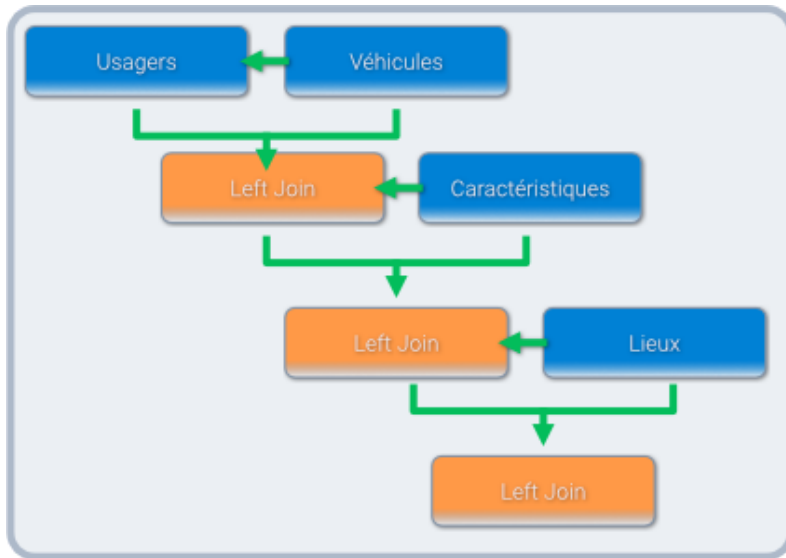 Usagers
Véhicules
Left Join
Caractéristiques
Left Join
Lieux
Left Join